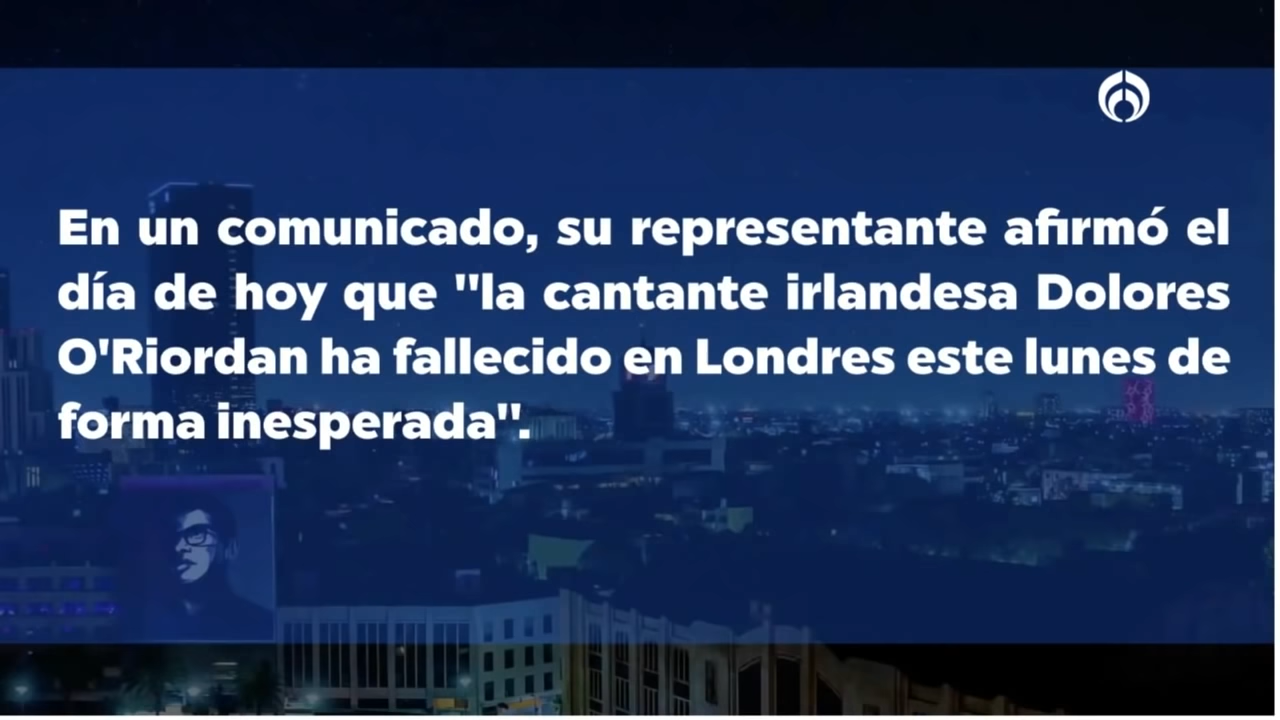 En un comunicado, su representante afirmó el
día de hoy que "la cantante irlandesa Dolores
O'Riordan ha fallecido en Londres este lunes de
forma inesperada".